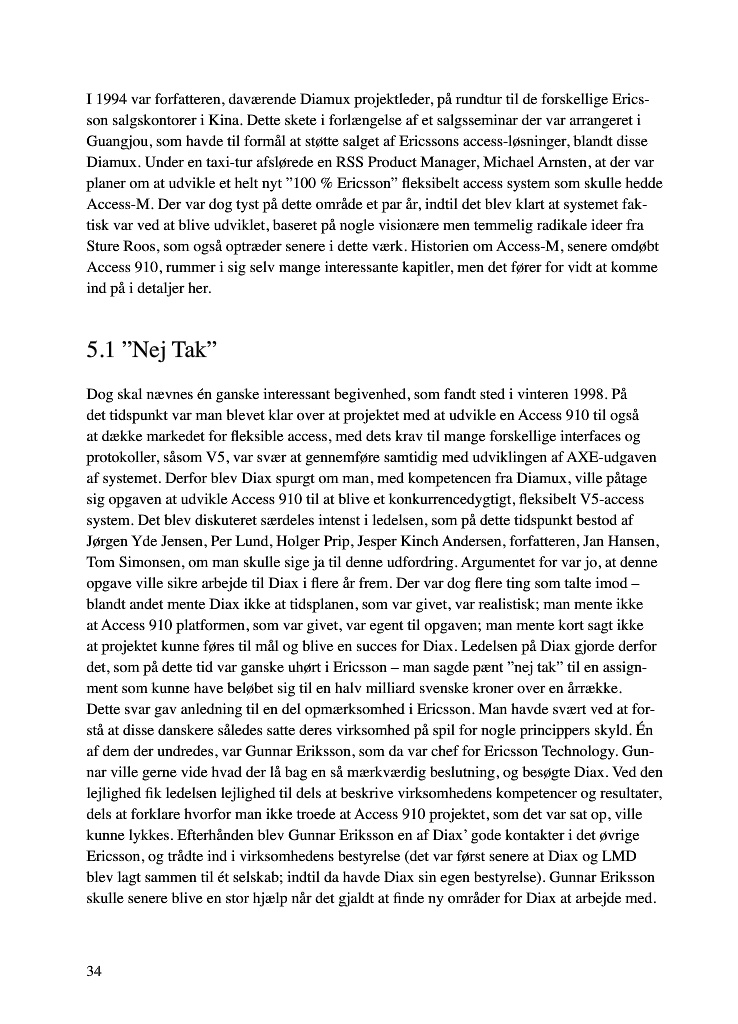 I 1994 var forfatteren, daværende Diamux projektleder, på rundtur til de forskellige Erics-
son salgskontorer i Kina. Dette skete i forlængelse af et salgsseminar der var arrangeret i
Guangjou, som havde til formål at støtte salget af Ericssons access-løsninger, blandt disse
Diamux. Under en taxi-tur afslørede en RSS Product Manager, Michael Arnsten, at der var
planer om at udvikle et helt nyt ”100 % Ericsson” fleksibelt access system som skulle hedde
Access-M. Der var dog tyst på dette område et par år, indtil det blev klart at systemet fak-
tisk var ved at blive udviklet, baseret på nogle visionære men temmelig radikale ideer fra
Sture Roos, som også optræder senere i dette værk. Historien om Access-M, senere omdøbt
Access 910, rummer i sig selv mange interessante kapitler, men det fører for vidt at komme
ind på i detaljer her.
5.1 ”Nej Tak”
Dog skal nævnes én ganske interessant begivenhed, som fandt sted i vinteren 1998. På
det tidspunkt var man blevet klar over at projektet med at udvikle en Access 910 til også
at dække markedet for fleksible access, med dets krav til mange forskellige interfaces og
protokoller, såsom V5, var svær at gennemføre samtidig med udviklingen af AXE-udgaven
af systemet. Derfor blev Diax spurgt om man, med kompetencen fra Diamux, ville påtage
sig opgaven at udvikle Access 910 til at blive et konkurrencedygtigt, fleksibelt V5-access
system. Det blev diskuteret særdeles intenst i ledelsen, som på dette tidspunkt bestod af
Jørgen Yde Jensen, Per Lund, Holger Prip, Jesper Kinch Andersen, forfatteren, Jan Hansen,
Tom Simonsen, om man skulle sige ja til denne udfordring. Argumentet for var jo, at denne
opgave ville sikre arbejde til Diax i flere år frem. Der var dog flere ting som talte imod –
blandt andet mente Diax ikke at tidsplanen, som var givet, var realistisk; man mente ikke
at Access 910 platformen, som var givet, var egent til opgaven; man mente kort sagt ikke
at projektet kunne føres til mål og blive en succes for Diax. Ledelsen på Diax gjorde derfor
det, som på dette tid var ganske uhørt i Ericsson – man sagde pænt ”nej tak” til en assign-
ment som kunne have beløbet sig til en halv milliard svenske kroner over en årrække.
Dette svar gav anledning til en del opmærksomhed i Ericsson. Man havde svært ved at for-
stå at disse danskere således satte deres virksomhed på spil for nogle princippers skyld. Én
af dem der undredes, var Gunnar Eriksson, som da var chef for Ericsson Technology. Gun-
nar ville gerne vide hvad der lå bag en så mærkværdig beslutning, og besøgte Diax. Ved den
lejlighed fik ledelsen lejlighed til dels at beskrive virksomhedens kompetencer og resultater,
dels at forklare hvorfor man ikke troede at Access 910 projektet, som det var sat op, ville
kunne lykkes. Efterhånden blev Gunnar Eriksson en af Diax’ gode kontakter i det øvrige
Ericsson, og trådte ind i virksomhedens bestyrelse (det var først senere at Diax og LMD
blev lagt sammen til ét selskab; indtil da havde Diax sin egen bestyrelse). Gunnar Eriksson
skulle senere blive en stor hjælp når det gjaldt at finde ny områder for Diax at arbejde med.
34